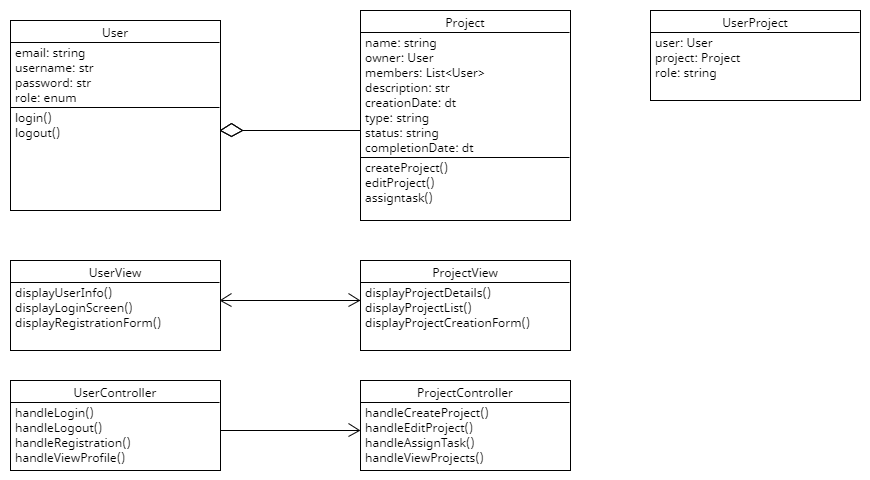 User
email: string
username: str
password: str
role: enum
login()
logout()
Project
name: string
owner: User
members: List<User>
description: str
creationDate: dt
type: string
status: string
completionDate: dt
createProject()
editProject()
assigntask()
UserProject
user: User
project: Project
role: string
UserView
displayUserInfo()
displayLoginScreen()
displayRegistrationForm()
ProjectView
displayProjectDetails()
displayProjectList()
displayProjectCreationForm()
UserController
handleLogin()
handleLogout()
handleRegistration()
handleViewProfile()
ProjectController
handleCreateProject()
handleEditProject()
handleAssignTask()
handleViewProjects()